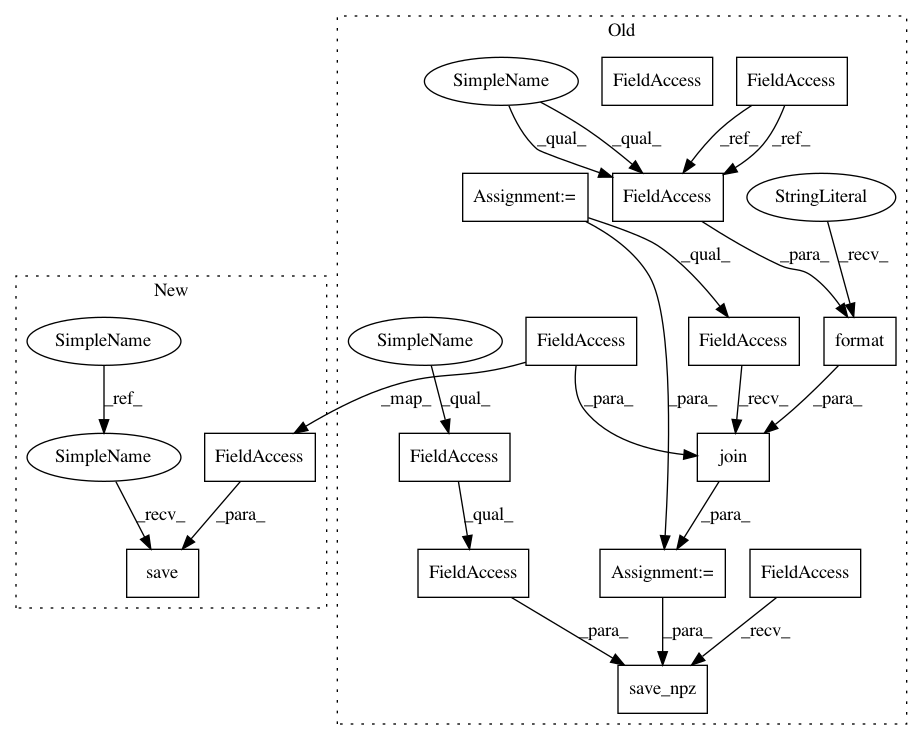 Old
SimpleName
FieldAccess
FieldAccess
_qual_
_qual_
_ref_
_ref_
Assignment:=
FieldAccess
StringLiteral
_qual_
_para_
_recv_
New
SimpleName
SimpleName
FieldAccess
FieldAccess
format
_ref_
_map_
_qual_
_para_
_para_
_recv_
_para_
SimpleName
FieldAccess
FieldAccess
join
_recv_
_para_
_qual_
_para_
save
FieldAccess
Assignment:=
FieldAccess
_para_
_para_
_recv_
save_npz